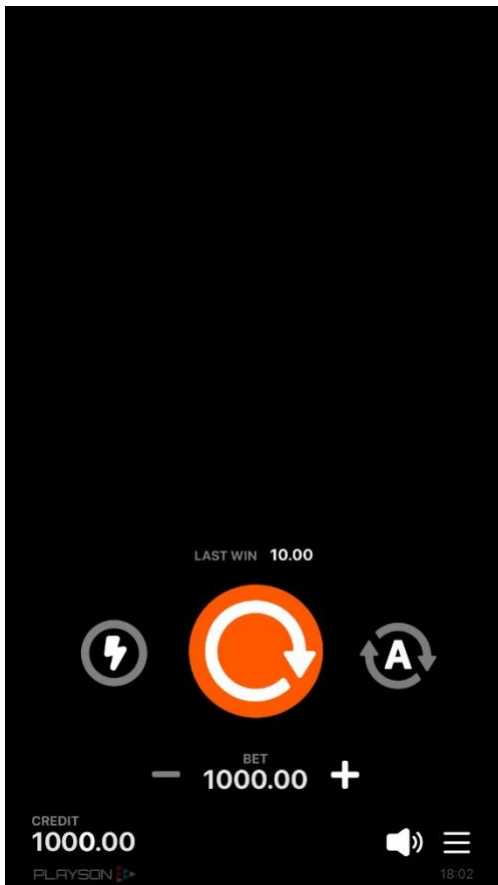 LAST WIN 10.00
A
BET
1000.00
CREDIT
1000.00
PLAYSON 18:02